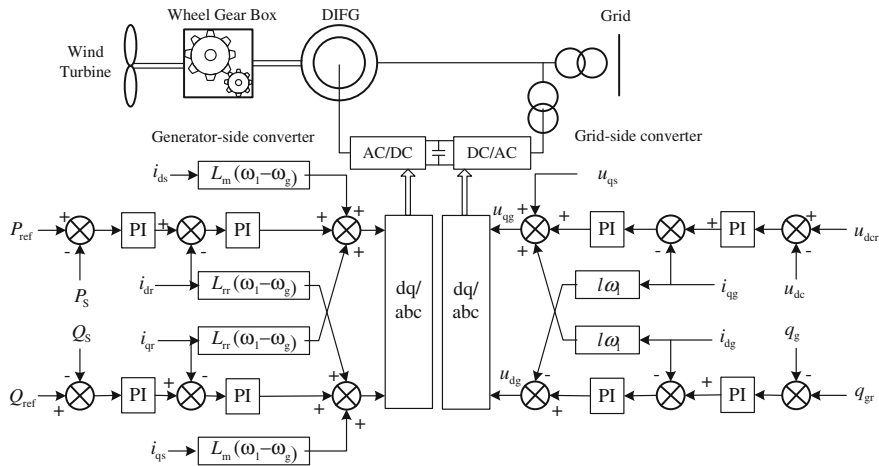 Wheel Gear Box
DIFG
Grid
Wind
Turbine
Generator-side converter
Grid-side converter
AC/DC
DC/AC
i_ds
L_m(ω_1−ω_g)
u_qs
+
+
+
+
P_ref
+
-
PI
+
-
PI
+
u_qg
+
+
+
PI
-
+
PI
+
-
u_dcr
P_S
i_dr
L_rr(ω_1−ω_g)
dq/
abc
dq/
abc
lω_1
i_qg
u_dc
Q_S
i_qr
L_rr(ω_1−ω_g)
lω_1
i_dg
q_g
Q_ref
-
+
PI
+
-
PI
+
+
+
u_dg
-
-
+
PI
-
+
PI
-
+
q_gr
i_qs
L_m(ω_1−ω_g)